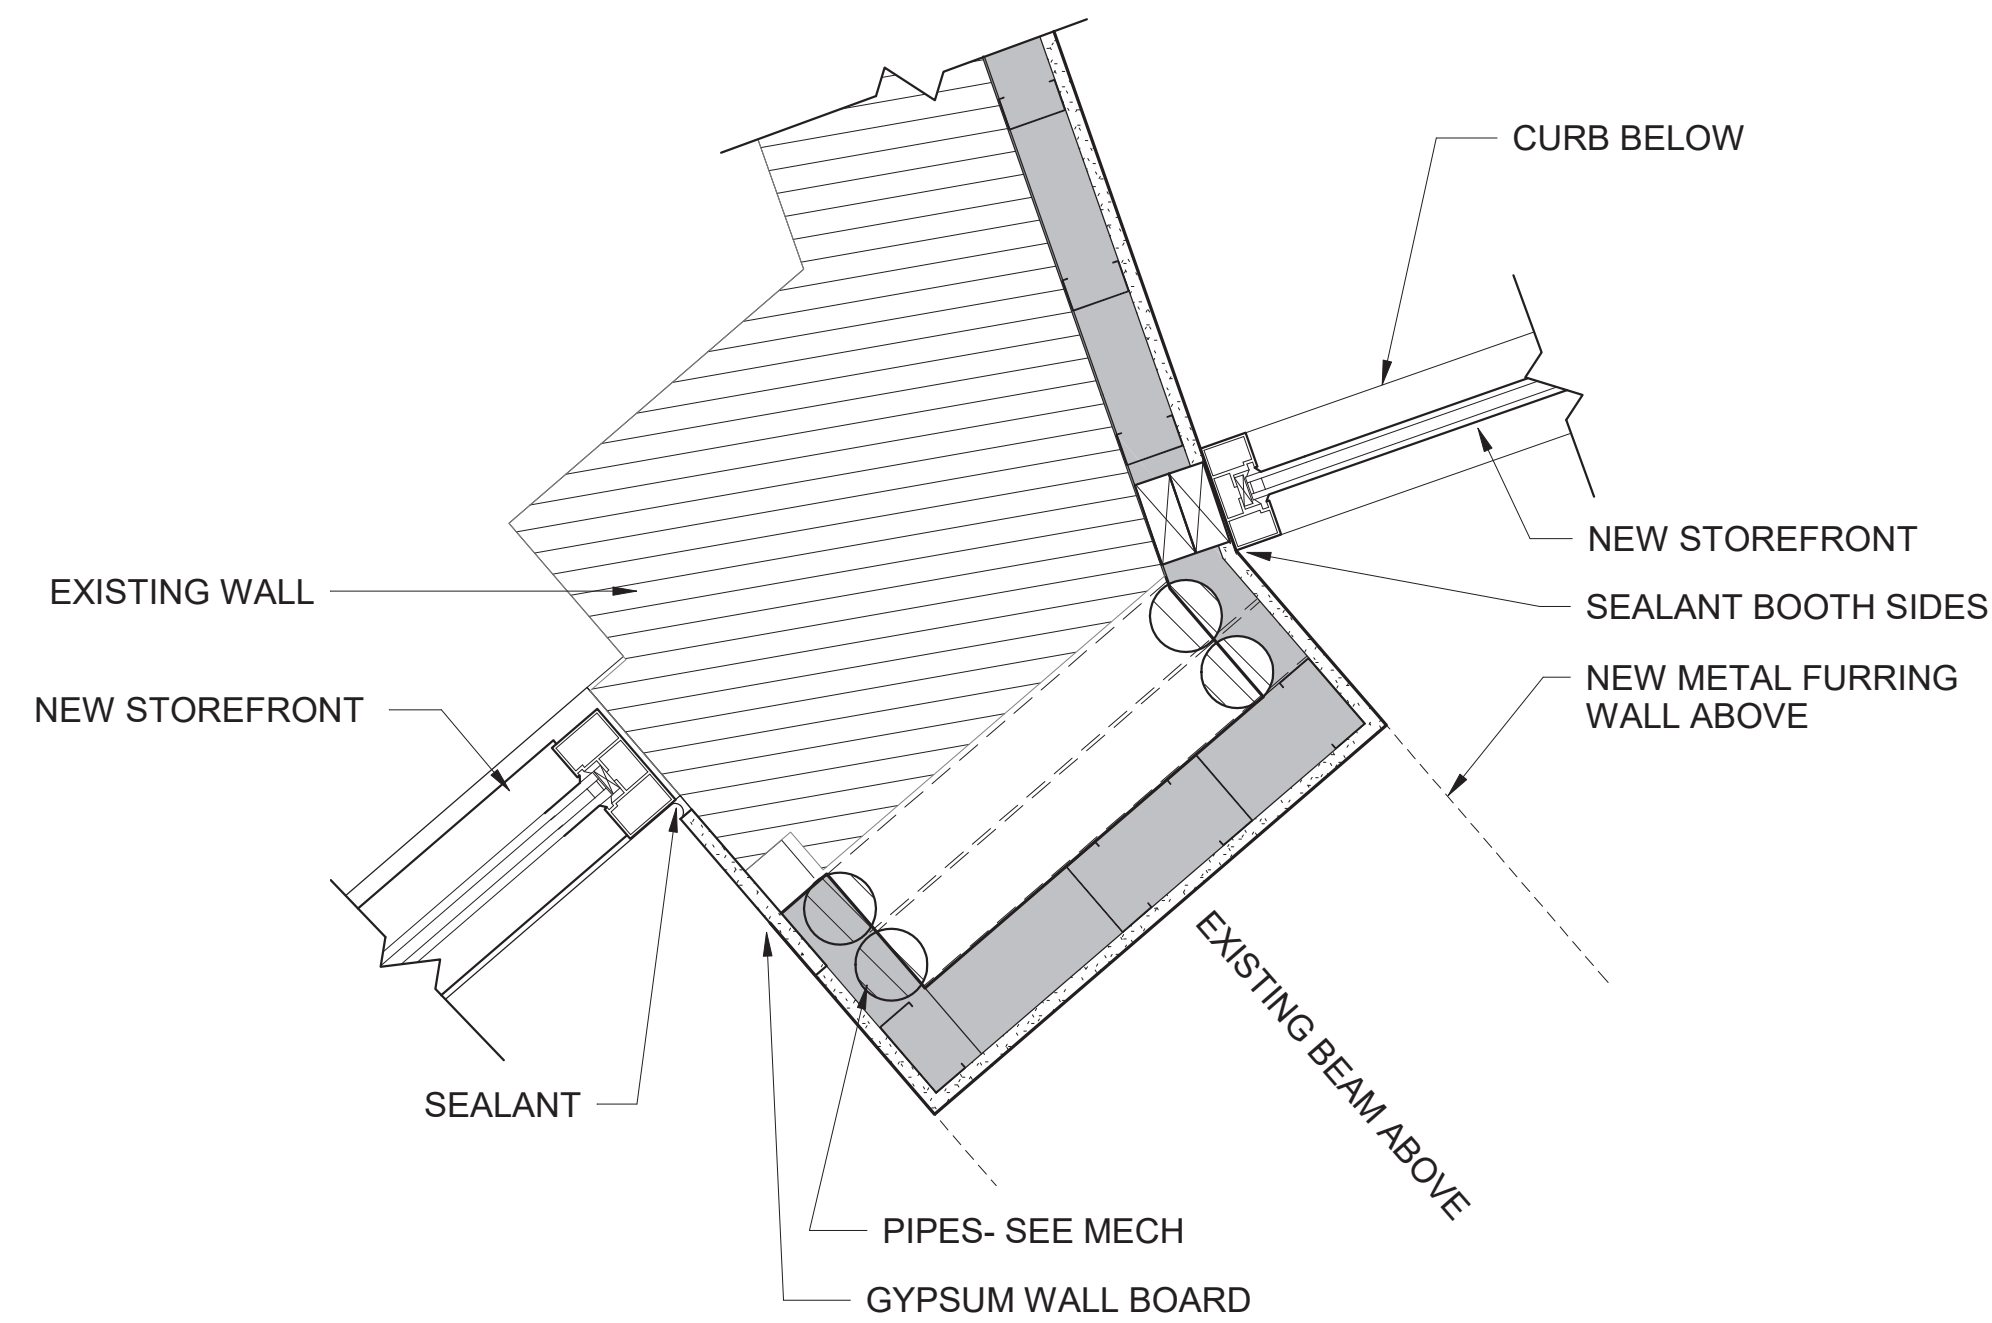 CURB BELOW
NEW STOREFRONT
EXISTING WALL
SEALANT BOOTH SIDES
NEW METAL FURRING
WALL ABOVE
NEW STOREFRONT
EXISTING BEAM ABOVE
SEALANT
PIPES- SEE MECH
GYPSUM WALL BOARD